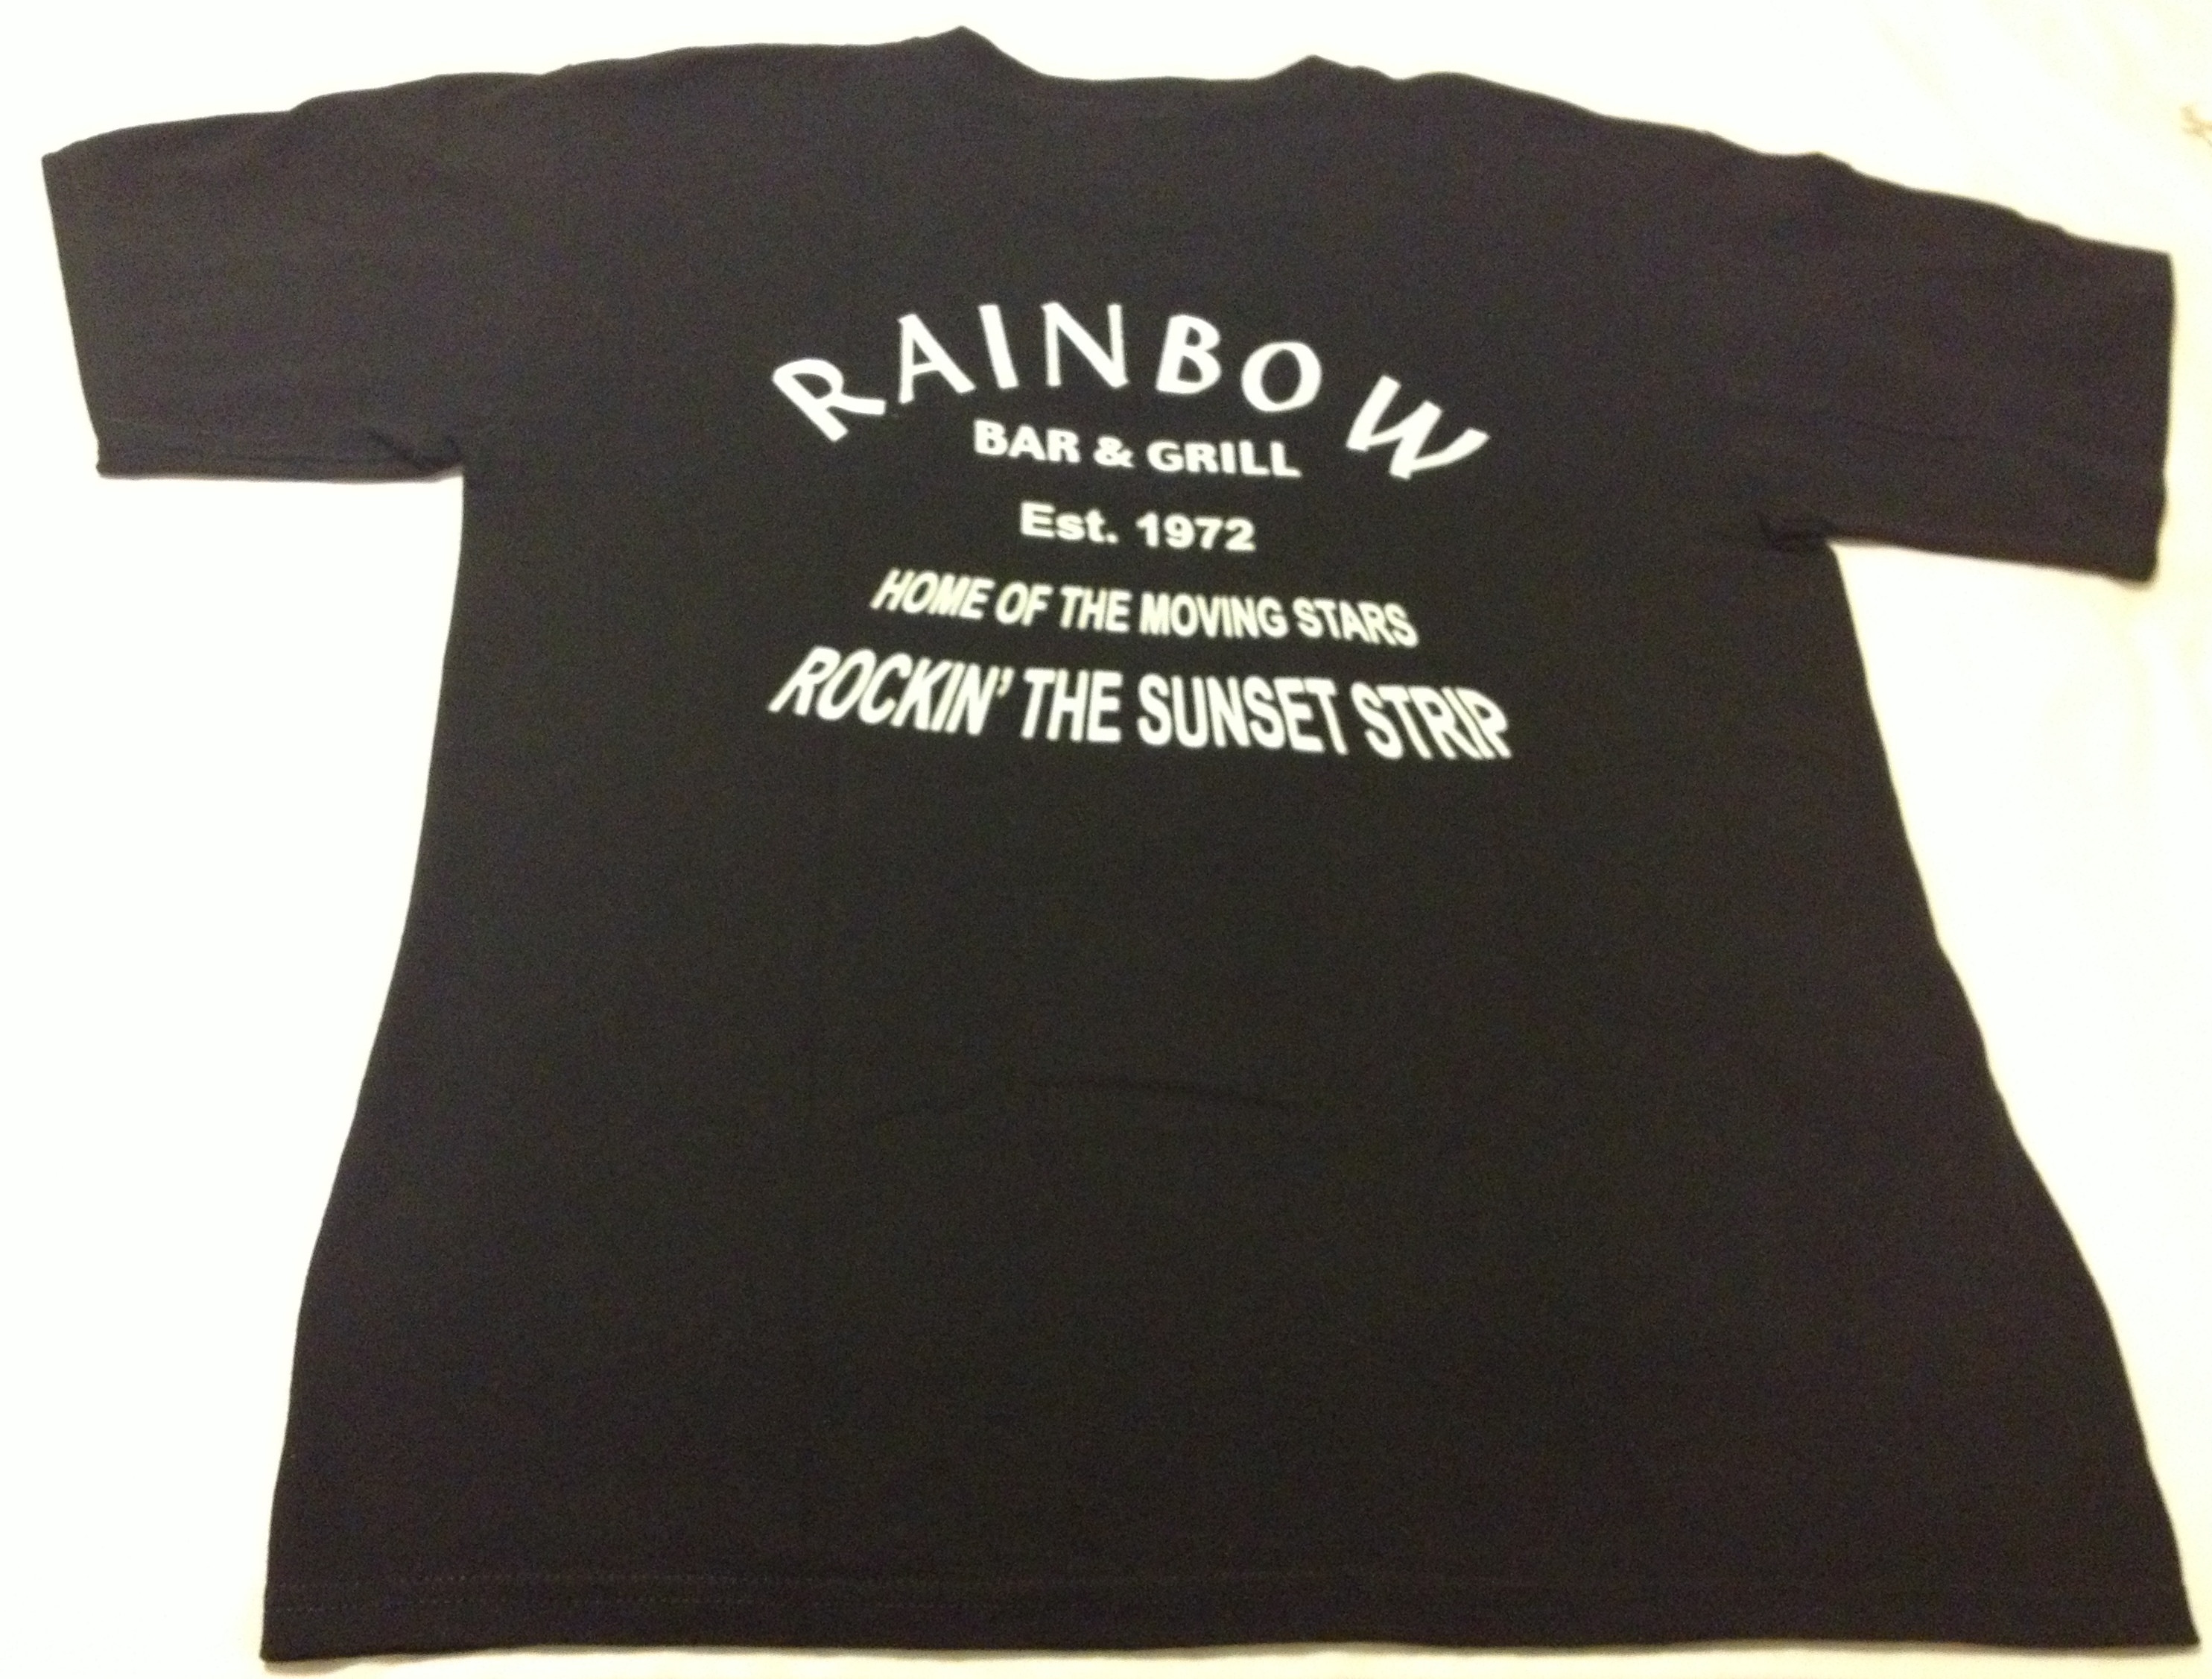 RAINBOW
BAR & GRILL
Est. 1972
HOME OF THE MOVING STARS
ROCKIN' THE SUNSET STRIP